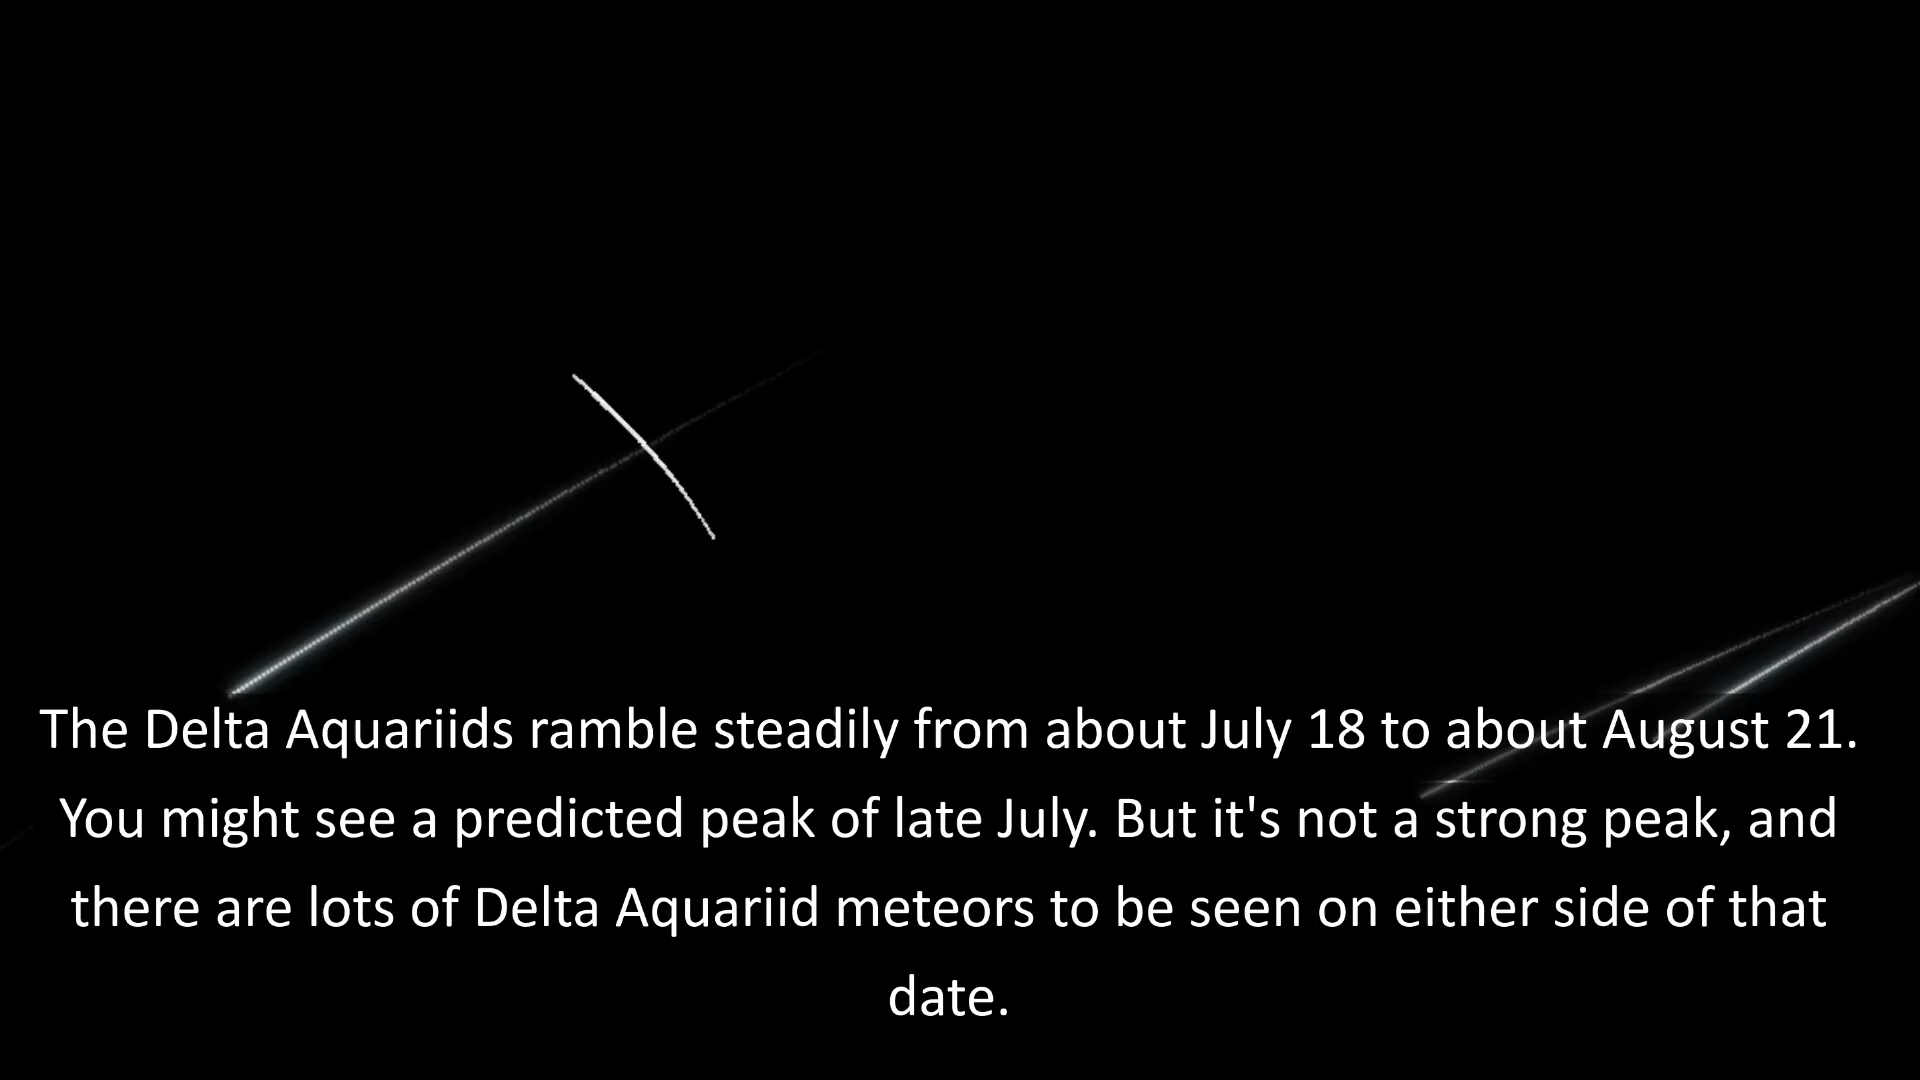 The Delta Aquariids ramble steadily from about July 18 to about August 21.
You might see a predicted peak of late July. But it's not a strong peak, and
there are lots of Delta Aquariid meteors to be seen on either side of that
date.